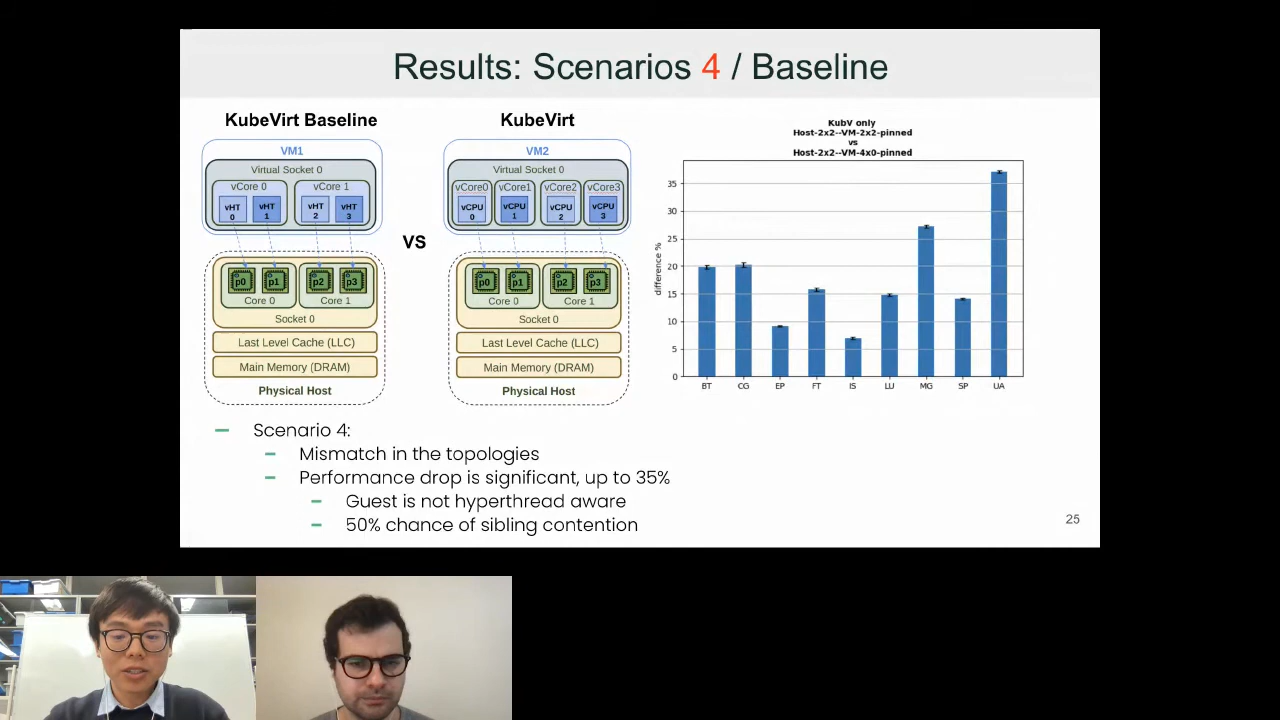 Results: Scenarios 4 / Baseline
KubeVirt Baseline
VM1
Virtual Socket 0
vCore 0
vCore 1
vHT 0
vHT 1
vHT 2
vHT 3
p0
p1
p2
p3
Core 0
Core 1
Socket 0
Last Level Cache (LLC)
Main Memory (DRAM)
Physical Host
VS
KubeVirt
VM2
Virtual Socket 0
vCore0
vCore1
vCore2
vCore3
vCPU 0
vCPU 1
vCPU 2
vCPU 3
p0
p1
p2
p3
Core 0
Core 1
Socket 0
Last Level Cache (LLC)
Main Memory (DRAM)
Physical Host
KubV only
Host-2x2--VM-2x2-pinned
vs
Host-2x2--VM-4x0-pinned
difference %
35
30
25
20
15
10
5
0
BT CG EP FT IS LU MG SP UA
– Scenario 4:
– Mismatch in the topologies
– Performance drop is significant, up to 35%
– Guest is not hyperthread aware
– 50% chance of sibling contention
25